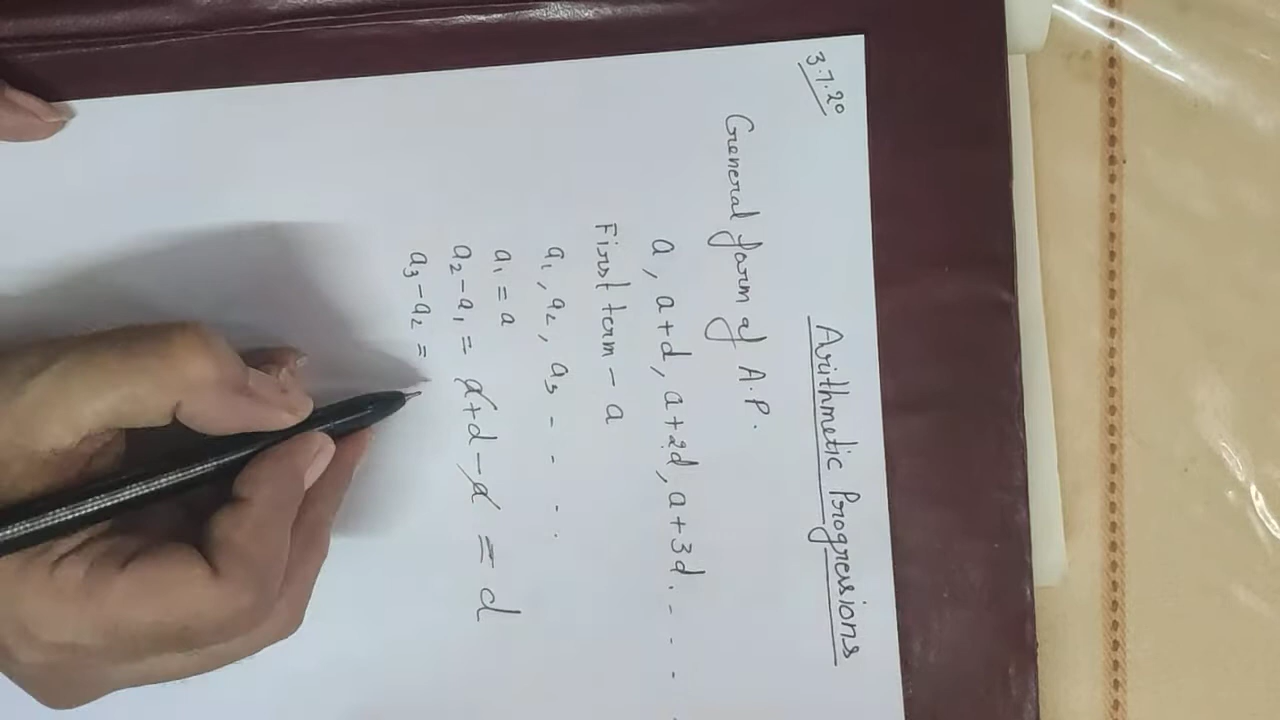 3.7.20
Arithmetic Progressions
General form of A.P.
a, a+d, a+2d, a+3d. - - -
First term - a
a₁, a₂, a₃ - - - .
a₁ = a
a₂-a₁ = a+d-a = d
a₃-a₂ =